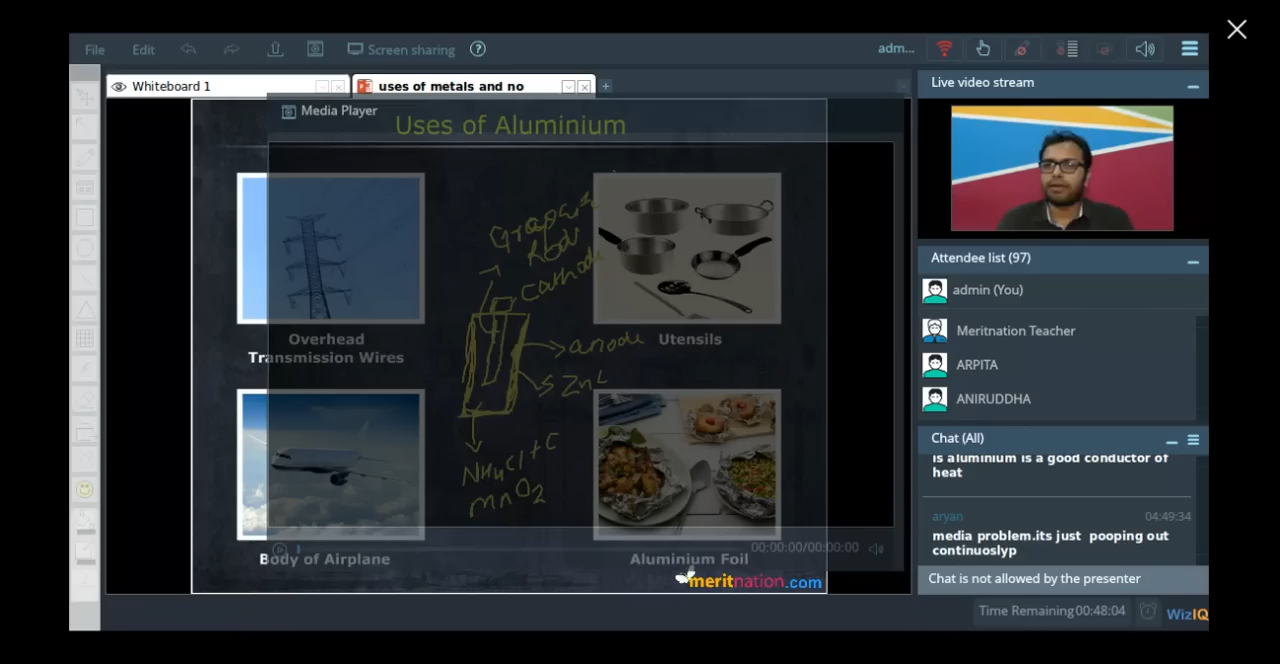 File Edit Screen sharing ? adm...
Whiteboard 1
uses of metals and no
Media Player
Uses of Aluminium
Overhead
Transmission Wires
Utensils
Body of Airplane
Aluminium Foil
Rod
Cathode
anode
NH4Cl + C
MnO2
00:00:00/00:00:00
meritnation.com
Live video stream
Attendee list (97)
admin (You)
Meritnation Teacher
ARPITA
ANIRUDDHA
Chat (All)
is aluminium is a good conductor of
heat
aryan 04:49:34
media problem.its just pooping out
continuoslyp
Chat is not allowed by the presenter
Time Remaining 00:48:04
WizIQ